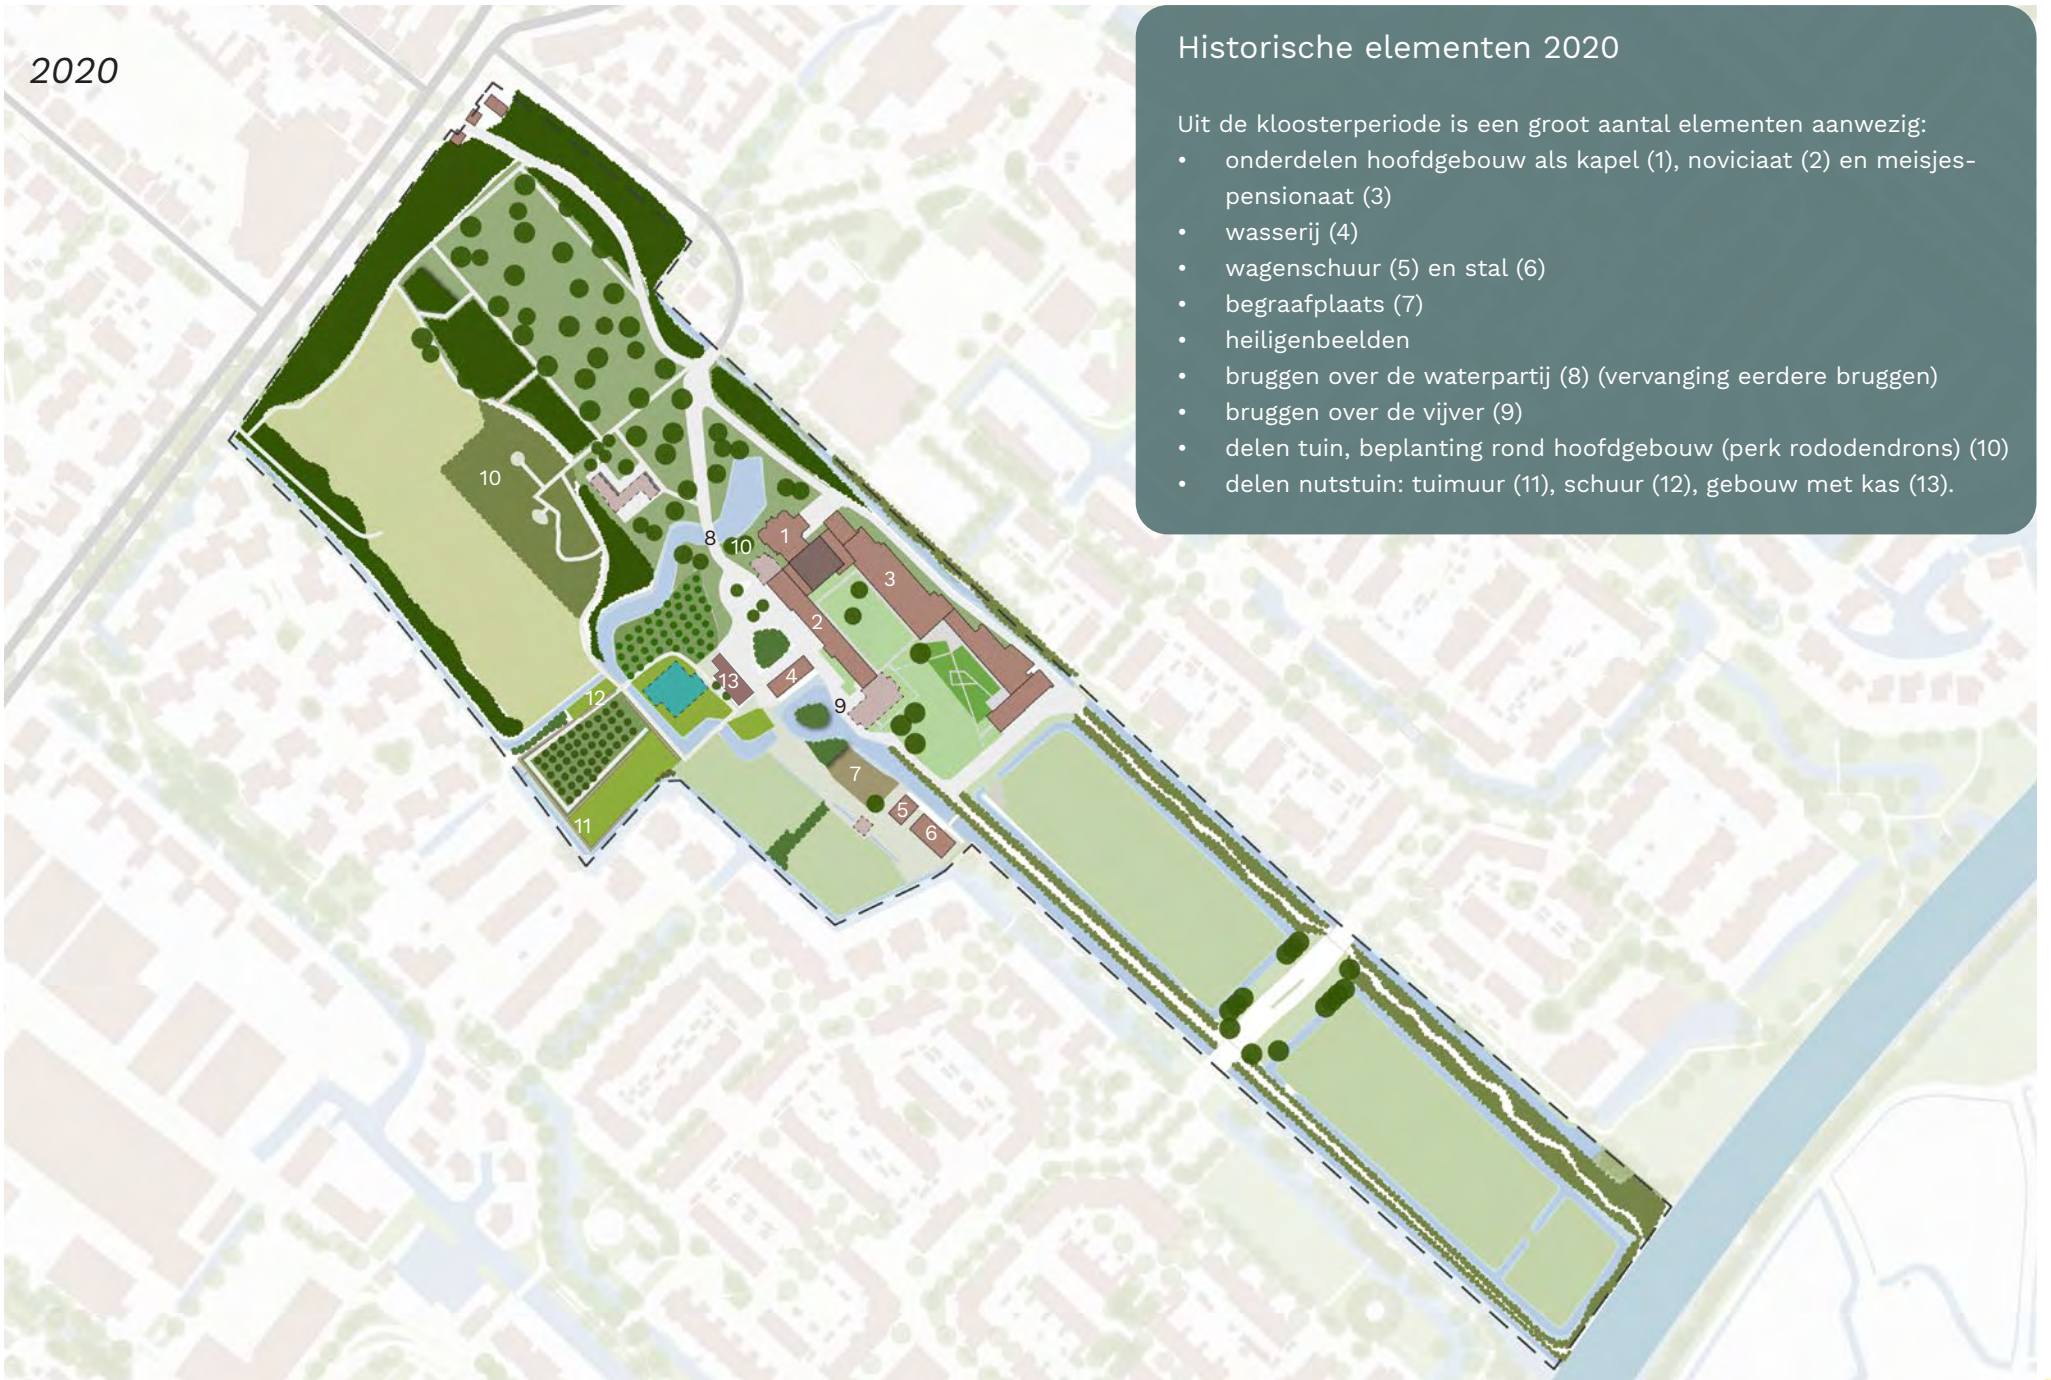 2020
Historische elementen 2020
Uit de kloosterperiode is een groot aantal elementen aanwezig:
• onderdelen hoofdgebouw als kapel (1), noviciaat (2) en meisjes-
pensionaat (3)
• wasserij (4)
• wagenschuur (5) en stal (6)
• begraafplaats (7)
• heiligenbeelden
• bruggen over de waterpartij (8) (vervanging eerdere bruggen)
• bruggen over de vijver (9)
• delen tuin, beplanting rond hoofdgebouw (perk rododendrons) (10)
• delen nutstuin: tuimuur (11), schuur (12), gebouw met kas (13).
10
8
10
1
3
2
13
4
12
9
7
5
6
11